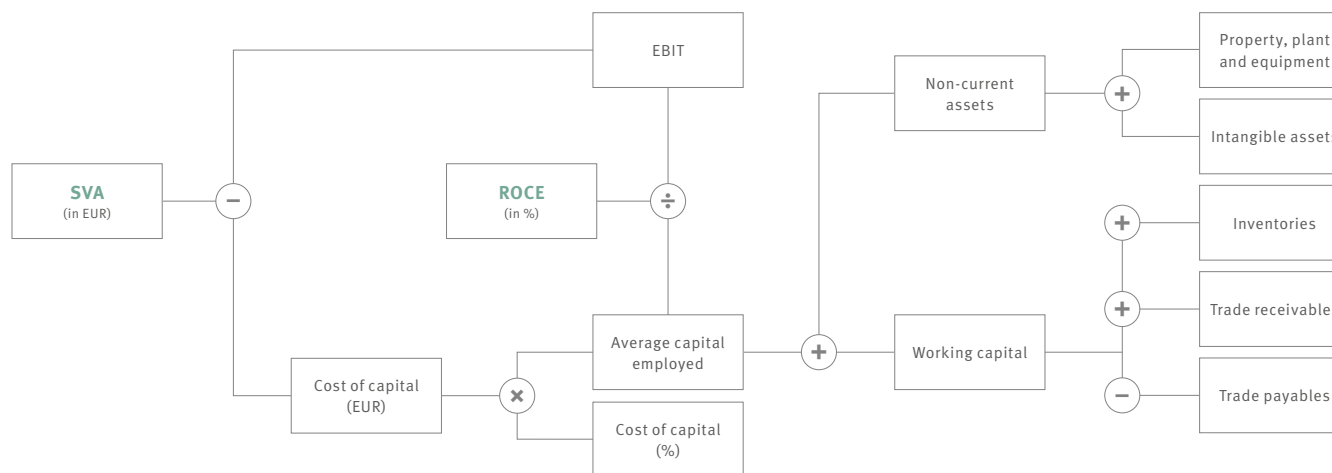 EBIT
Property, plant
and equipment
Non-current
assets
Intangible assets
SVA
(in EUR)
−
ROCE
(in %)
÷
+
+
Inventories
+
Trade receivable
Average capital
employed
+
Working capital
Cost of capital
(EUR)
×
−
Trade payables
Cost of capital
(%)